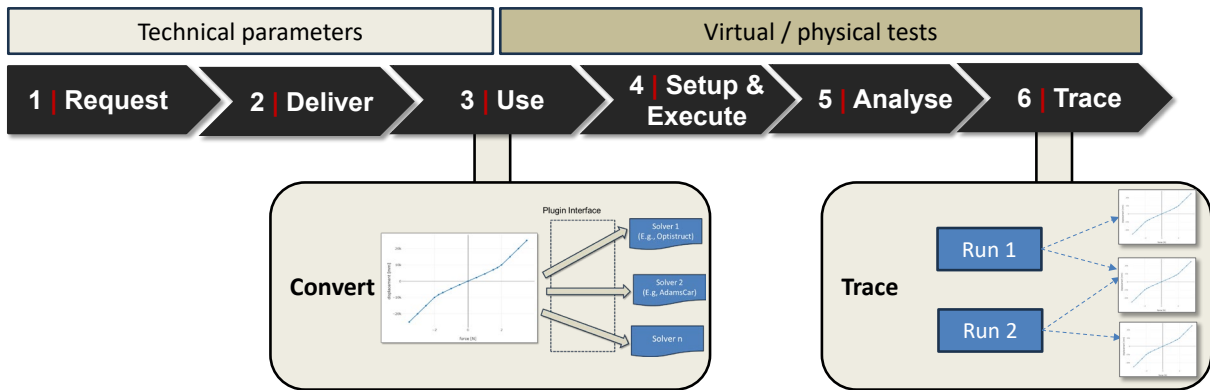 Technical parameters
Virtual / physical tests
1 | Request
2 | Deliver
3 | Use
4 | Setup &
Execute
5 | Analyse
6 | Trace
Convert
Plugin Interface
Solver 1
(E.g., Optistruct)
Solver 2
(E.g, AdamsCar)
Solver n
Trace
Run 1
Run 2